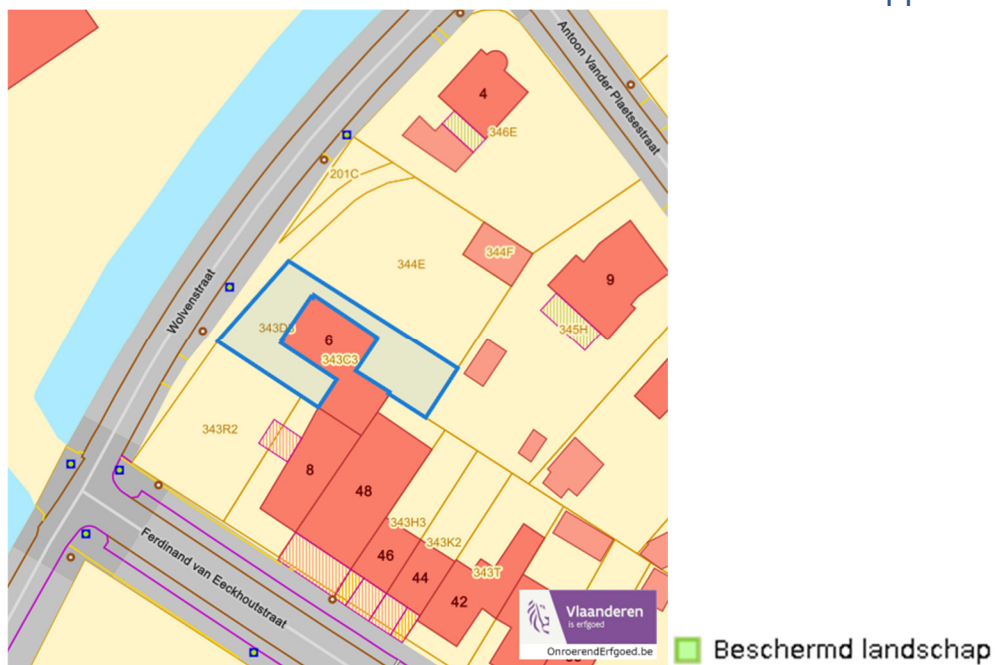 Antoon Vander Plaetsestraat
4
346E
201C
344E
344F
9
345H
Wolvenstraat
6
343C3
343R2
8
48
343H3
46
343K2
44
343T
42
Ferdinand van Eeckhoutstraat
Vlaanderen
is erfgoed
OnroerendErfgoed.be
Beschermd landschap